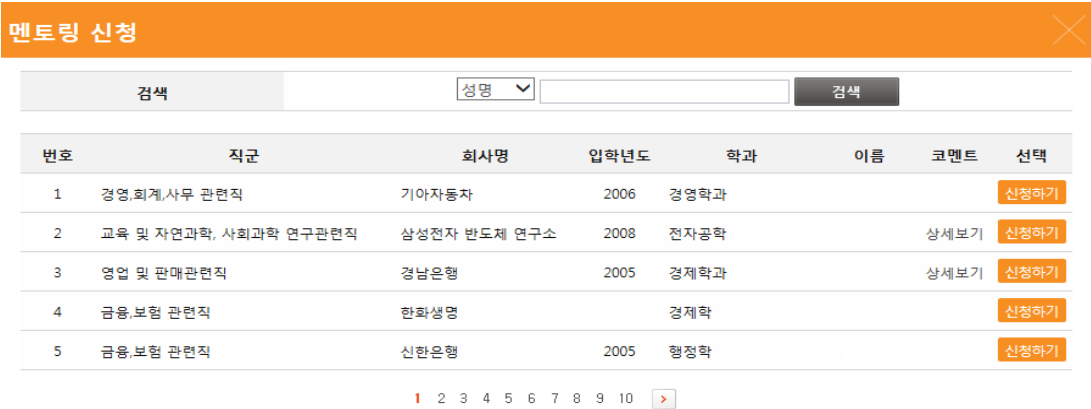 멘토링 신청
검색 성명 검색
번호 직군 회사명 입학년도 학과 이름 코멘트 선택
1 경영,회계,사무 관련직 기아자동차 2006 경영학과 신청하기
2 교육 및 자연과학, 사회과학 연구관련직 삼성전자 반도체 연구소 2008 전자공학 상세보기 신청하기
3 영업 및 판매관련직 경남은행 2005 경제학과 상세보기 신청하기
4 금융,보험 관련직 한화생명 경제학 신청하기
5 금융,보험 관련직 신한은행 2005 행정학 신청하기
1 2 3 4 5 6 7 8 9 10 >